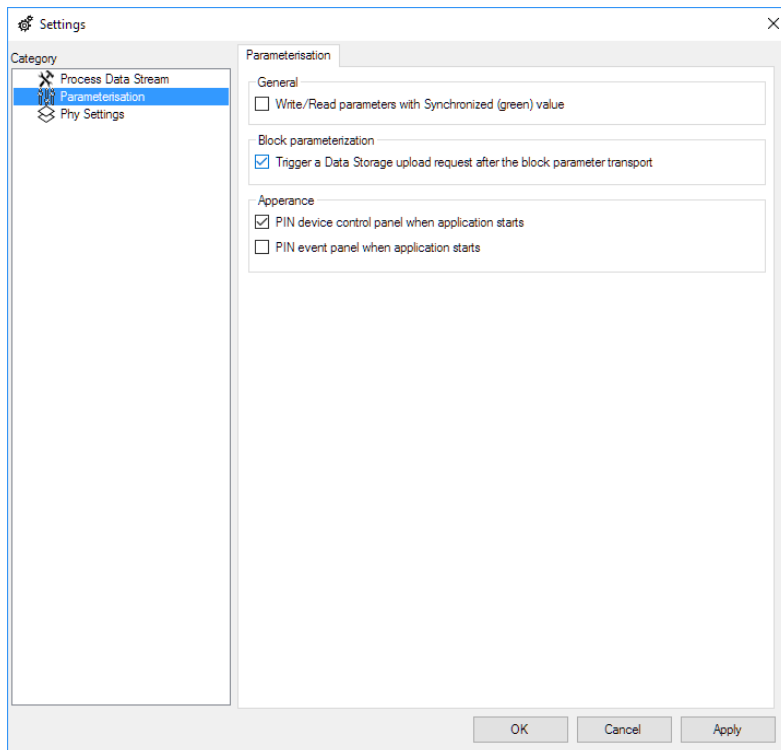 Settings
Category
Process Data Stream
Parameterisation
Phy Settings
Parameterisation
General
Write/Read parameters with Synchronized (green) value
Block parameterization
Trigger a Data Storage upload request after the block parameter transport
Apperance
PIN device control panel when application starts
PIN event panel when application starts
OK
Cancel
Apply